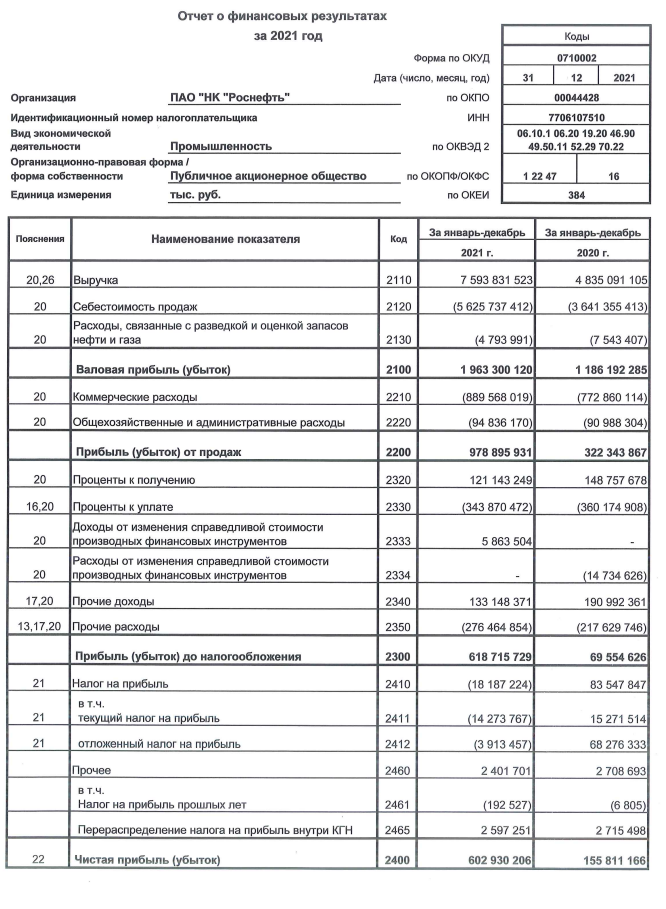 Отчет о финансовых результатах
за 2021 год
Коды
Форма по ОКУД 0710002
Дата (число, месяц, год) 31 12 2021
Организация ПАО "НК "Роснефть" по ОКПО 00044428
Идентификационный номер налогоплательщика ИНН 7706107510
Вид экономической 06.10.1 06.20 19.20 46.90
деятельности Промышленность по ОКВЭД 2 49.50.11 52.29 70.22
Организационно-правовая форма /
форма собственности Публичное акционерное общество по ОКОПФ/ОКФС 1 22 47 16
Единица измерения тыс. руб. по ОКЕИ 384
Пояснения Наименование показателя Код За январь-декабрь За январь-декабрь
2021 г. 2020 г.
20,26 Выручка 2110 7 593 831 523 4 835 091 105
20 Себестоимость продаж 2120 (5 625 737 412) (3 641 355 413)
Расходы, связанные с разведкой и оценкой запасов
20 нефти и газа 2130 (4 793 991) (7 543 407)
Валовая прибыль (убыток) 2100 1 963 300 120 1 186 192 285
20 Коммерческие расходы 2210 (889 568 019) (772 860 114)
20 Общехозяйственные и административные расходы 2220 (94 836 170) (90 988 304)
Прибыль (убыток) от продаж 2200 978 895 931 322 343 867
20 Проценты к получению 2320 121 143 249 148 757 678
16,20 Проценты к уплате 2330 (343 870 472) (360 174 908)
Доходы от изменения справедливой стоимости
20 производных финансовых инструментов 2333 5 863 504 -
Расходы от изменения справедливой стоимости
20 производных финансовых инструментов 2334 - (14 734 626)
17,20 Прочие доходы 2340 133 148 371 190 992 361
13,17,20 Прочие расходы 2350 (276 464 854) (217 629 746)
Прибыль (убыток) до налогообложения 2300 618 715 729 69 554 626
21 Налог на прибыль 2410 (18 187 224) 83 547 847
в т.ч.
21 текущий налог на прибыль 2411 (14 273 767) 15 271 514
21 отложенный налог на прибыль 2412 (3 913 457) 68 276 333
Прочее 2460 2 401 701 2 708 693
в т.ч.
Налог на прибыль прошлых лет 2461 (192 527) (6 805)
Перераспределение налога на прибыль внутри КГН 2465 2 597 251 2 715 498
22 Чистая прибыль (убыток) 2400 602 930 206 155 811 166